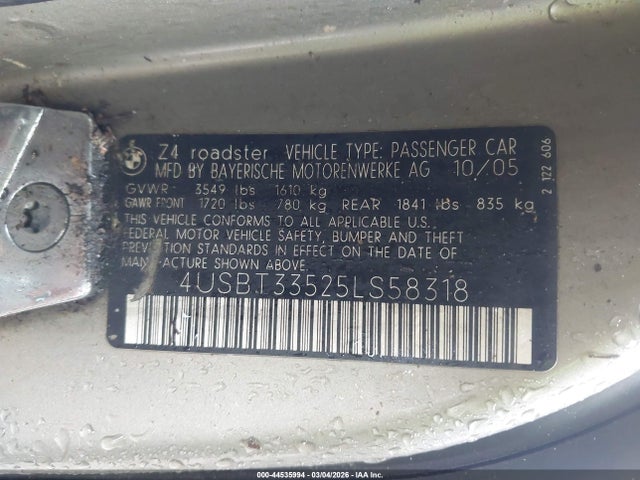 Z4 roadster VEHICLE TYPE: PASSENGER CAR
MFD BY BAYERISCHE MOTORENWERKE AG 10/05
GVWR 3549 lbs 1610 kg
GAWR FRONT 1720 lbs 780 kg REAR 1841 lbs 835 kg
THIS VEHICLE CONFORMS TO ALL APPLICABLE U.S.
FEDERAL MOTOR VEHICLE SAFETY, BUMPER AND THEFT
PREVENTION STANDARDS IN EFFECT ON THE DATE OF
MANUFACTURE SHOWN ABOVE.
4USBT33525LS58318
2 122 606
000-44535994 - 03/04/2026 - IAA Inc.